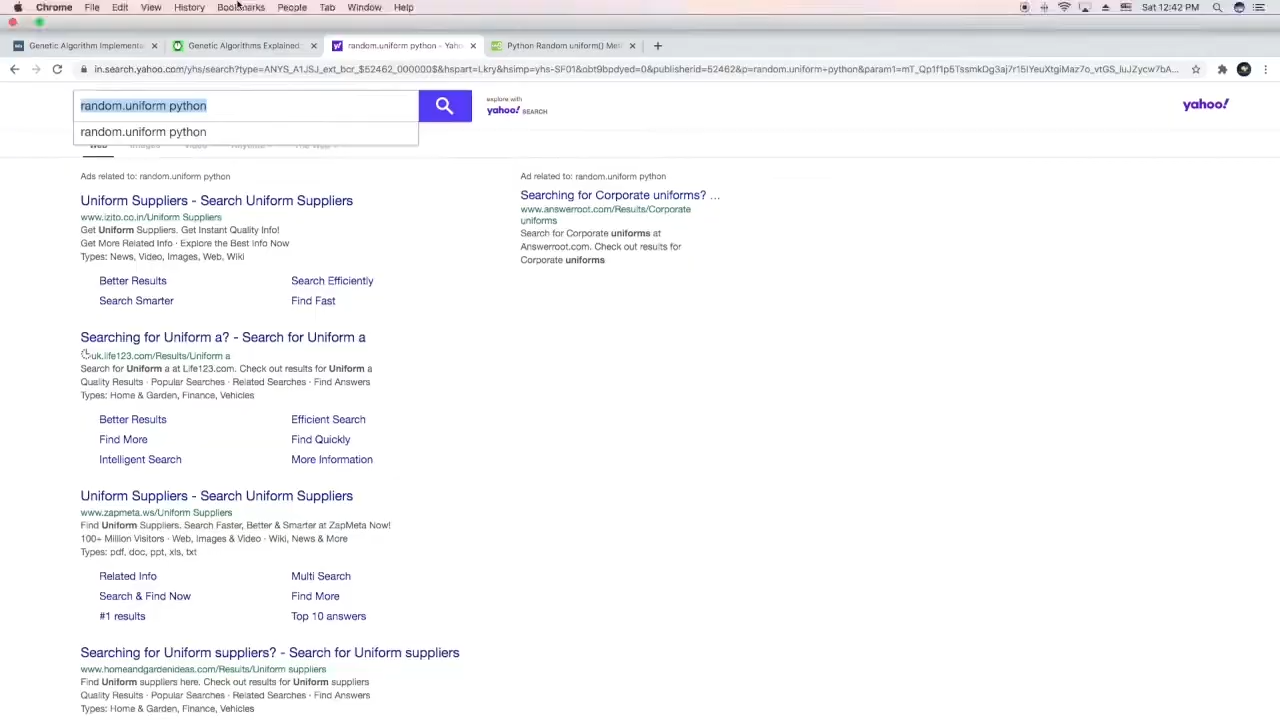 Chrome File Edit View History Bookmarks People Tab Window Help Sat 12:42 PM
Genetic Algorithm Implementa Genetic Algorithms Explained random.uniform python - Yaho Python Random uniform() Met
random.uniform python
explore with
yahoo! SEARCH
yahoo!
random.uniform python
Web Images Video
Ads related to: random.uniform python
Uniform Suppliers - Search Uniform Suppliers
www.izito.co.in/Uniform Suppliers
Get Uniform Suppliers. Get Instant Quality Info!
Get More Related Info · Explore the Best Info Now
Types: News, Video, Images, Web, Wiki
Better Results Search Efficiently
Search Smarter Find Fast
Searching for Uniform a? - Search for Uniform a
uk.life123.com/Results/Uniform a
Search for Uniform a at Life123.com. Check out results for Uniform a
Quality Results · Popular Searches · Related Searches · Find Answers
Types: Home & Garden, Finance, Vehicles
Better Results Efficient Search
Find More Find Quickly
Intelligent Search More Information
Uniform Suppliers - Search Uniform Suppliers
www.zapmeta.ws/Uniform Suppliers
Find Uniform Suppliers. Search Faster, Better & Smarter at ZapMeta Now!
100+ Million Visitors · Web, Images & Video · Wiki, News & More
Types: pdf, doc, ppt, xls, txt
Related Info Multi Search
Search & Find Now Find More
#1 results Top 10 answers
Searching for Uniform suppliers? - Search for Uniform suppliers
www.homeandgardenideas.com/Results/Uniform suppliers
Find Uniform suppliers here. Check out results for Uniform suppliers
Quality Results · Popular Searches · Related Searches · Find Answers
Types: Home & Garden, Finance, Vehicles
Ad related to: random.uniform python
Searching for Corporate uniforms? ...
www.answerroot.com/Results/Corporate
uniforms
Search for Corporate uniforms at
Answerroot.com. Check out results for
Corporate uniforms